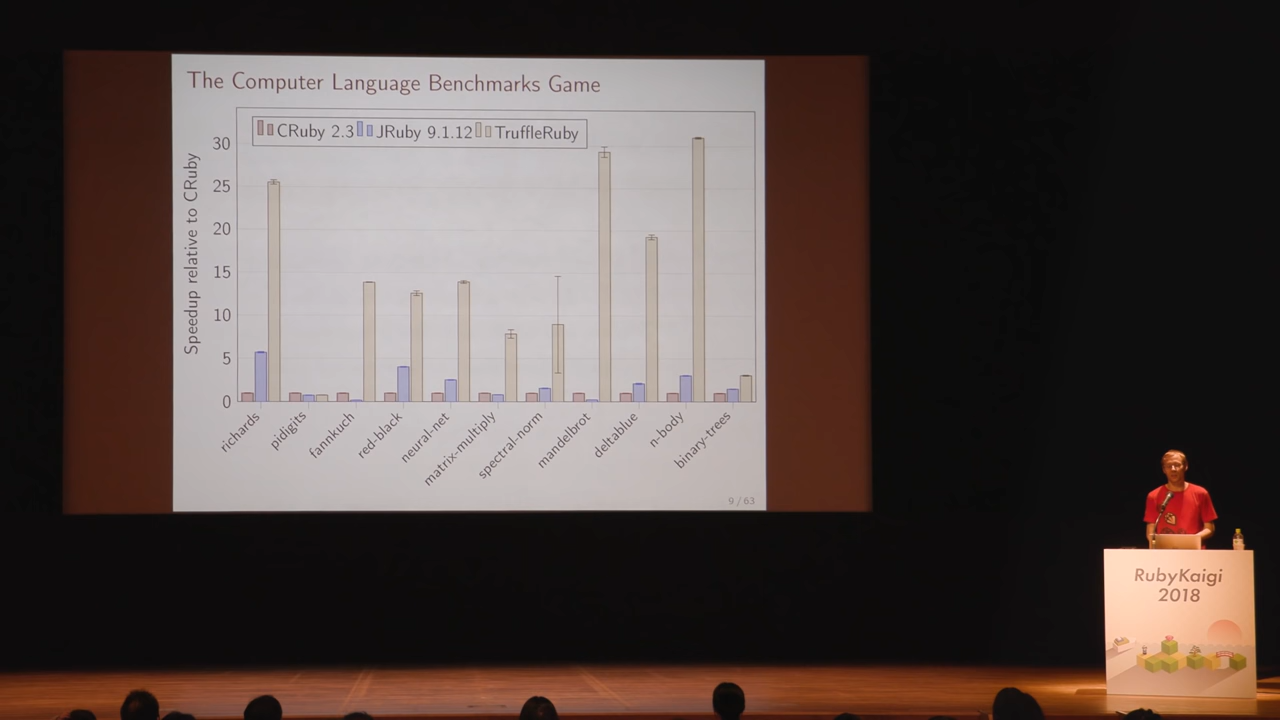 The Computer Language Benchmarks Game
CRuby 2.3 JRuby 9.1.12 TruffleRuby
Speedup relative to CRuby
30
25
20
15
10
5
0
richards
pidigits
fannkuch
red-black
neural-net
matrix-multiply
spectral-norm
mandelbrot
deltablue
n-body
binary-trees
9 / 63
RubyKaigi
2018